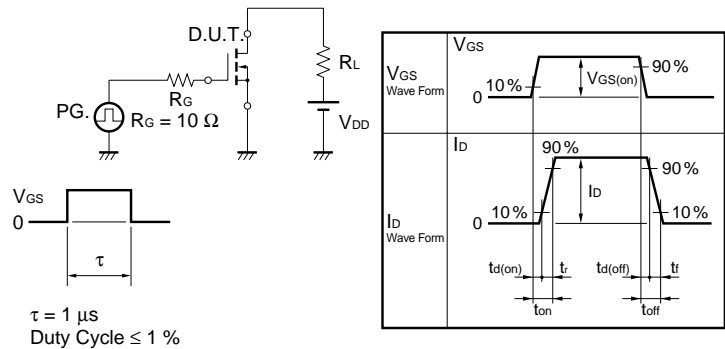 D.U.T.
RL
PG.
RG
RG = 10 Ω
VDD
VGS
0
τ
τ = 1 μs
Duty Cycle ≤ 1 %
VGS
Wave Form
VGS
10 %
0
VGS(on)
90 %
ID
Wave Form
ID
90 %
90 %
10 %
ID
10 %
0
td(on)
tr
td(off)
tf
ton
toff